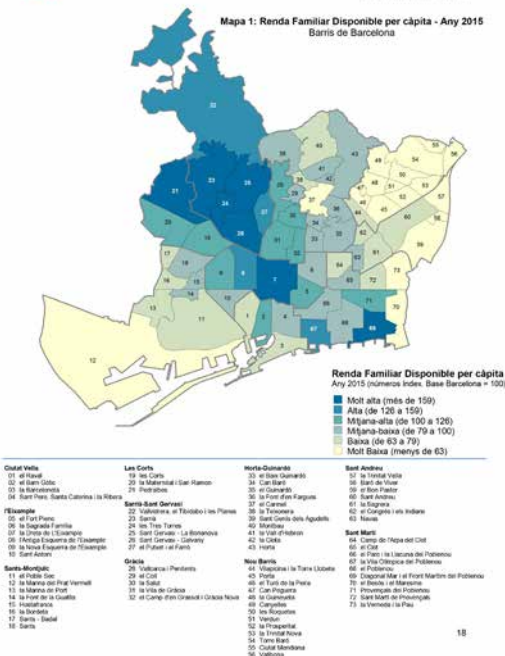 Mapa 1: Renda Familiar Disponible per càpita - Any 2015
Barris de Barcelona
Renda Familiar Disponible per càpita
Any 2015 (números índex. Base Barcelona = 100)
Molt alta (més de 159)
Alta (de 126 a 159)
Mitjana-alta (de 100 a 126)
Mitjana-baixa (de 79 a 100)
Baixa (de 63 a 79)
Molt Baixa (menys de 63)
Ciutat Vella
01 el Raval
02 el Barri Gòtic
03 la Barceloneta
04 Sant Pere, Santa Caterina i la Ribera
l'Eixample
05 el Fort Pienc
06 la Sagrada Família
07 la Dreta de l'Eixample
08 l'Antiga Esquerra de l'Eixample
09 la Nova Esquerra de l'Eixample
10 Sant Antoni
Sants-Montjuïc
11 el Poble Sec
12 la Marina del Prat Vermell
13 la Marina de Port
14 la Font de la Guatlla
15 Hostafrancs
16 la Bordeta
17 Sants - Badal
18 Sants
Les Corts
19 les Corts
20 la Maternitat i Sant Ramon
21 Pedralbes
Sarrià-Sant Gervasi
22 Vallvidrera, el Tibidabo i les Planes
23 Sarrià
24 les Tres Torres
25 Sant Gervasi - La Bonanova
26 Sant Gervasi - Galvany
27 el Putxet i el Farró
Gràcia
28 Vallcarca i Penitents
29 el Coll
30 la Salut
31 la Vila de Gràcia
32 el Camp d'en Grassot i Gràcia Nova
Horta-Guinardó
33 el Baix Guinardó
34 Can Baró
35 el Guinardó
36 la Font d'en Fargues
37 el Carmel
38 la Teixonera
39 Sant Genís dels Agudells
40 Montbau
41 la Vall d'Hebron
42 la Clota
43 Horta
Nou Barris
44 Vilapicina i la Torre Llobeta
45 Porta
46 el Turó de la Peira
47 Can Peguera
48 la Guineueta
49 Canyelles
50 les Roquetes
51 Verdun
52 la Prosperitat
53 la Trinitat Nova
54 Torre Baró
55 Ciutat Meridiana
56 Vallbona
Sant Andreu
57 la Trinitat Vella
58 Baró de Viver
59 el Bon Pastor
60 Sant Andreu
61 la Sagrera
62 el Congrés i els Indians
63 Navas
Sant Martí
64 Camp de l'Arpa del Clot
65 el Clot
66 el Parc i la Llacuna del Poblenou
67 la Vila Olímpica del Poblenou
68 el Poblenou
69 Diagonal Mar i el Front Marítim del Poblenou
70 el Besòs i el Maresme
71 Provençals del Poblenou
72 Sant Martí de Provençals
73 la Verneda i la Pau
18